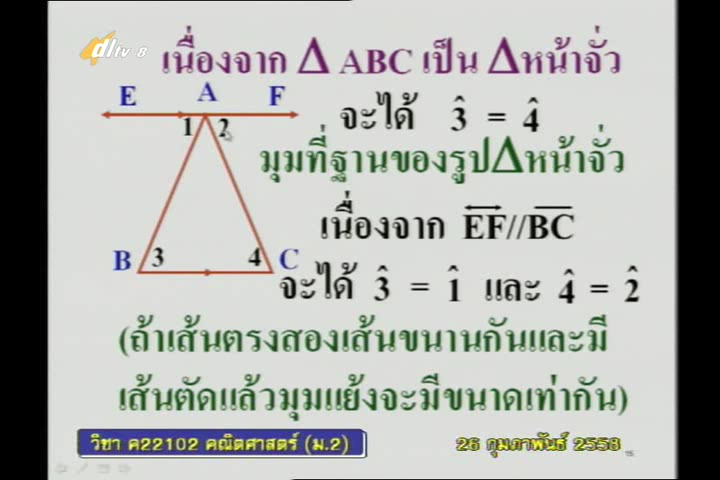 dltv 8
เนื่องจาก Δ ABC เป็น Δหน้าจั่ว
E A F
จะได้ 3̂ = 4̂
1 2
มุมที่ฐานของรูปΔหน้าจั่ว
เนื่องจาก E͡F//B̅C̅
B 3 4 C
จะได้ 3̂ = 1̂ และ 4̂ = 2̂
(ถ้าเส้นตรงสองเส้นขนานกันและมี
เส้นตัดแล้วมุมแย้งจะมีขนาดเท่ากัน)
วิชา ค22102 คณิตศาสตร์ (ม.2)
26 กุมภาพันธ์ 2558